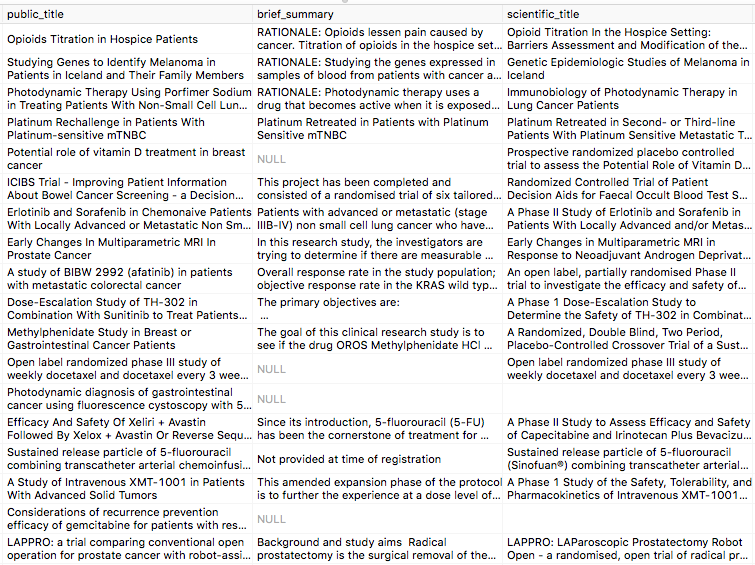 public_title brief_summary scientific_title
Opioids Titration in Hospice Patients
RATIONALE: Opioids lessen pain caused by
cancer. Titration of opioids in the hospice set...
Opioid Titration In the Hospice Setting:
Barriers Assessment and Modification of the...
Studying Genes to Identify Melanoma in
Patients in Iceland and Their Family Members
RATIONALE: Studying the genes expressed in
samples of blood from patients with cancer a...
Genetic Epidemiologic Studies of Melanoma in
Iceland
Photodynamic Therapy Using Porfimer Sodium
in Treating Patients With Non-Small Cell Lun...
RATIONALE: Photodynamic therapy uses a
drug that becomes active when it is exposed...
Immunobiology of Photodynamic Therapy in
Lung Cancer Patients
Platinum Rechallenge in Patients With
Platinum-sensitive mTNBC
Platinum Retreated in Patients with Platinum
Sensitive mTNBC
Platinum Retreated in Second- or Third-line
Patients With Platinum Sensitive Metastatic T...
Potential role of vitamin D treatment in breast
cancer
NULL
Prospective randomized placebo controlled
trial to assess the Potential Role of Vitamin D...
ICIBS Trial - Improving Patient Information
About Bowel Cancer Screening - a Decision...
This project has been completed and
consisted of a randomised trial of six tailored...
Randomized Controlled Trial of Patient
Decision Aids for Faecal Occult Blood Test S...
Erlotinib and Sorafenib in Chemonaive Patients
With Locally Advanced or Metastatic Non Sm...
Patients with advanced or metastatic (stage
IIIB-IV) non small cell lung cancer who have...
A Phase II Study of Erlotinib and Sorafenib in
Patients With Locally Advanced and/or Metas...
Early Changes In Multiparametric MRI In
Prostate Cancer
In this research study, the investigators are
trying to determine if there are measurable ...
Early Changes in Multiparametric MRI in
Response to Neoadjuvant Androgen Deprivat...
A study of BIBW 2992 (afatinib) in patients
with metastatic colorectal cancer
Overall response rate in the study population;
objective response rate in the KRAS wild typ...
An open label, partially randomised Phase II
trial to investigate the efficacy and safety of...
Dose-Escalation Study of TH-302 in
Combination With Sunitinib to Treat Patients...
The primary objectives are:
...
A Phase 1 Dose-Escalation Study to
Determine the Safety of TH-302 in Combinat...
Methylphenidate Study in Breast or
Gastrointestinal Cancer Patients
The goal of this clinical research study is to
see if the drug OROS Methylphenidate HCl ...
A Randomized, Double Blind, Two Period,
Placebo-Controlled Crossover Trial of a Sust...
Open label randomized phase III study of
weekly docetaxel and docetaxel every 3 wee...
NULL
Open label randomized phase III study of
weekly docetaxel and docetaxel every 3 wee...
Photodynamic diagnosis of gastrointestinal
cancer using fluorescence cystoscopy with 5...
NULL
Efficacy And Safety Of Xeliri + Avastin
Followed By Xelox + Avastin Or Reverse Sequ...
Since its introduction, 5-fluorouracil (5-FU)
has been the cornerstone of treatment for ...
A Phase II Study to Assess Efficacy and Safety
of Capecitabine and Irinotecan Plus Bevacizu...
Sustained release particle of 5-fluorouracil
combining transcatheter arterial chemoinfusi...
Not provided at time of registration
Sustained release particle of 5-fluorouracil
(Sinofuan®) combining transcatheter arterial...
A Study of Intravenous XMT-1001 in Patients
With Advanced Solid Tumors
This amended expansion phase of the protocol
is to further the experience at a dose level of...
A Phase 1 Study of the Safety, Tolerability, and
Pharmacokinetics of Intravenous XMT-1001...
Considerations of recurrence prevention
efficacy of gemcitabine for patients with res...
NULL
LAPPRO: a trial comparing conventional open
operation for prostate cancer with robot-assi...
Background and study aims Radical
prostatectomy is the surgical removal of the...
LAPPRO: LAParoscopic Prostatectomy Robot
Open - a randomised, open trial of radical pr...